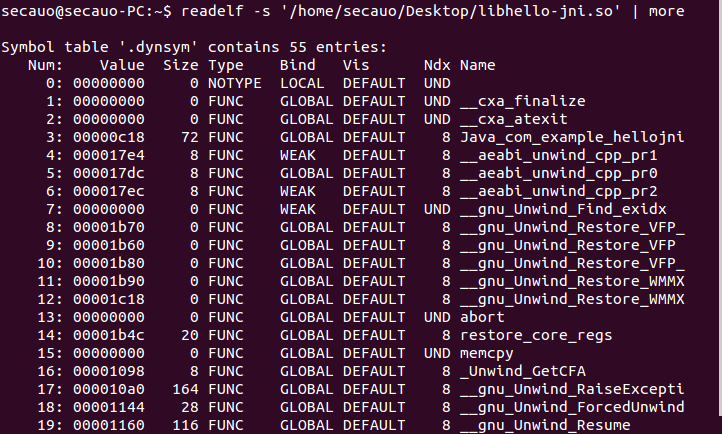 secauo@secauo-PC:~$ readelf -s '/home/secauo/Desktop/libhello-jni.so' | more
Symbol table '.dynsym' contains 55 entries:
   Num:    Value  Size Type    Bind   Vis      Ndx Name
     0: 00000000     0 NOTYPE  LOCAL  DEFAULT  UND
     1: 00000000     0 FUNC    GLOBAL DEFAULT  UND __cxa_finalize
     2: 00000000     0 FUNC    GLOBAL DEFAULT  UND __cxa_atexit
     3: 00000c18    72 FUNC    GLOBAL DEFAULT    8 Java_com_example_hellojni
     4: 000017e4     8 FUNC    WEAK   DEFAULT    8 __aeabi_unwind_cpp_pr1
     5: 000017dc     8 FUNC    GLOBAL DEFAULT    8 __aeabi_unwind_cpp_pr0
     6: 000017ec     8 FUNC    WEAK   DEFAULT    8 __aeabi_unwind_cpp_pr2
     7: 00000000     0 FUNC    WEAK   DEFAULT  UND __gnu_Unwind_Find_exidx
     8: 00001b70     0 FUNC    GLOBAL DEFAULT    8 __gnu_Unwind_Restore_VFP_
     9: 00001b60     0 FUNC    GLOBAL DEFAULT    8 __gnu_Unwind_Restore_VFP
    10: 00001b80     0 FUNC    GLOBAL DEFAULT    8 __gnu_Unwind_Restore_VFP_
    11: 00001b90     0 FUNC    GLOBAL DEFAULT    8 __gnu_Unwind_Restore_WMMX
    12: 00001c18     0 FUNC    GLOBAL DEFAULT    8 __gnu_Unwind_Restore_WMMX
    13: 00000000     0 FUNC    GLOBAL DEFAULT  UND abort
    14: 00001b4c    20 FUNC    GLOBAL DEFAULT    8 restore_core_regs
    15: 00000000     0 FUNC    GLOBAL DEFAULT  UND memcpy
    16: 00001098     8 FUNC    GLOBAL DEFAULT    8 _Unwind_GetCFA
    17: 000010a0   164 FUNC    GLOBAL DEFAULT    8 __gnu_Unwind_RaiseExcepti
    18: 00001144    28 FUNC    GLOBAL DEFAULT    8 __gnu_Unwind_ForcedUnwind
    19: 00001160   116 FUNC    GLOBAL DEFAULT    8 __gnu_Unwind_Resume